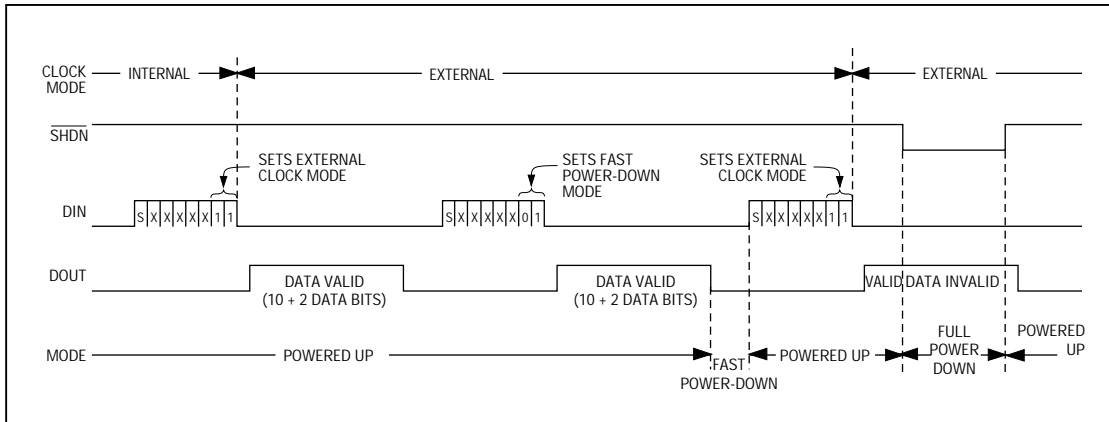 CLOCK MODE INTERNAL EXTERNAL EXTERNAL
SHDN
SETS EXTERNAL CLOCK MODE
SETS FAST POWER-DOWN MODE
SETS EXTERNAL CLOCK MODE
DIN S X X X X X 1 1 S X X X X X 0 1 S X X X X X 1 1
DOUT DATA VALID (10 + 2 DATA BITS) DATA VALID (10 + 2 DATA BITS) VALID DATA INVALID
MODE POWERED UP FAST POWER-DOWN POWERED UP FULL POWER DOWN POWERED UP